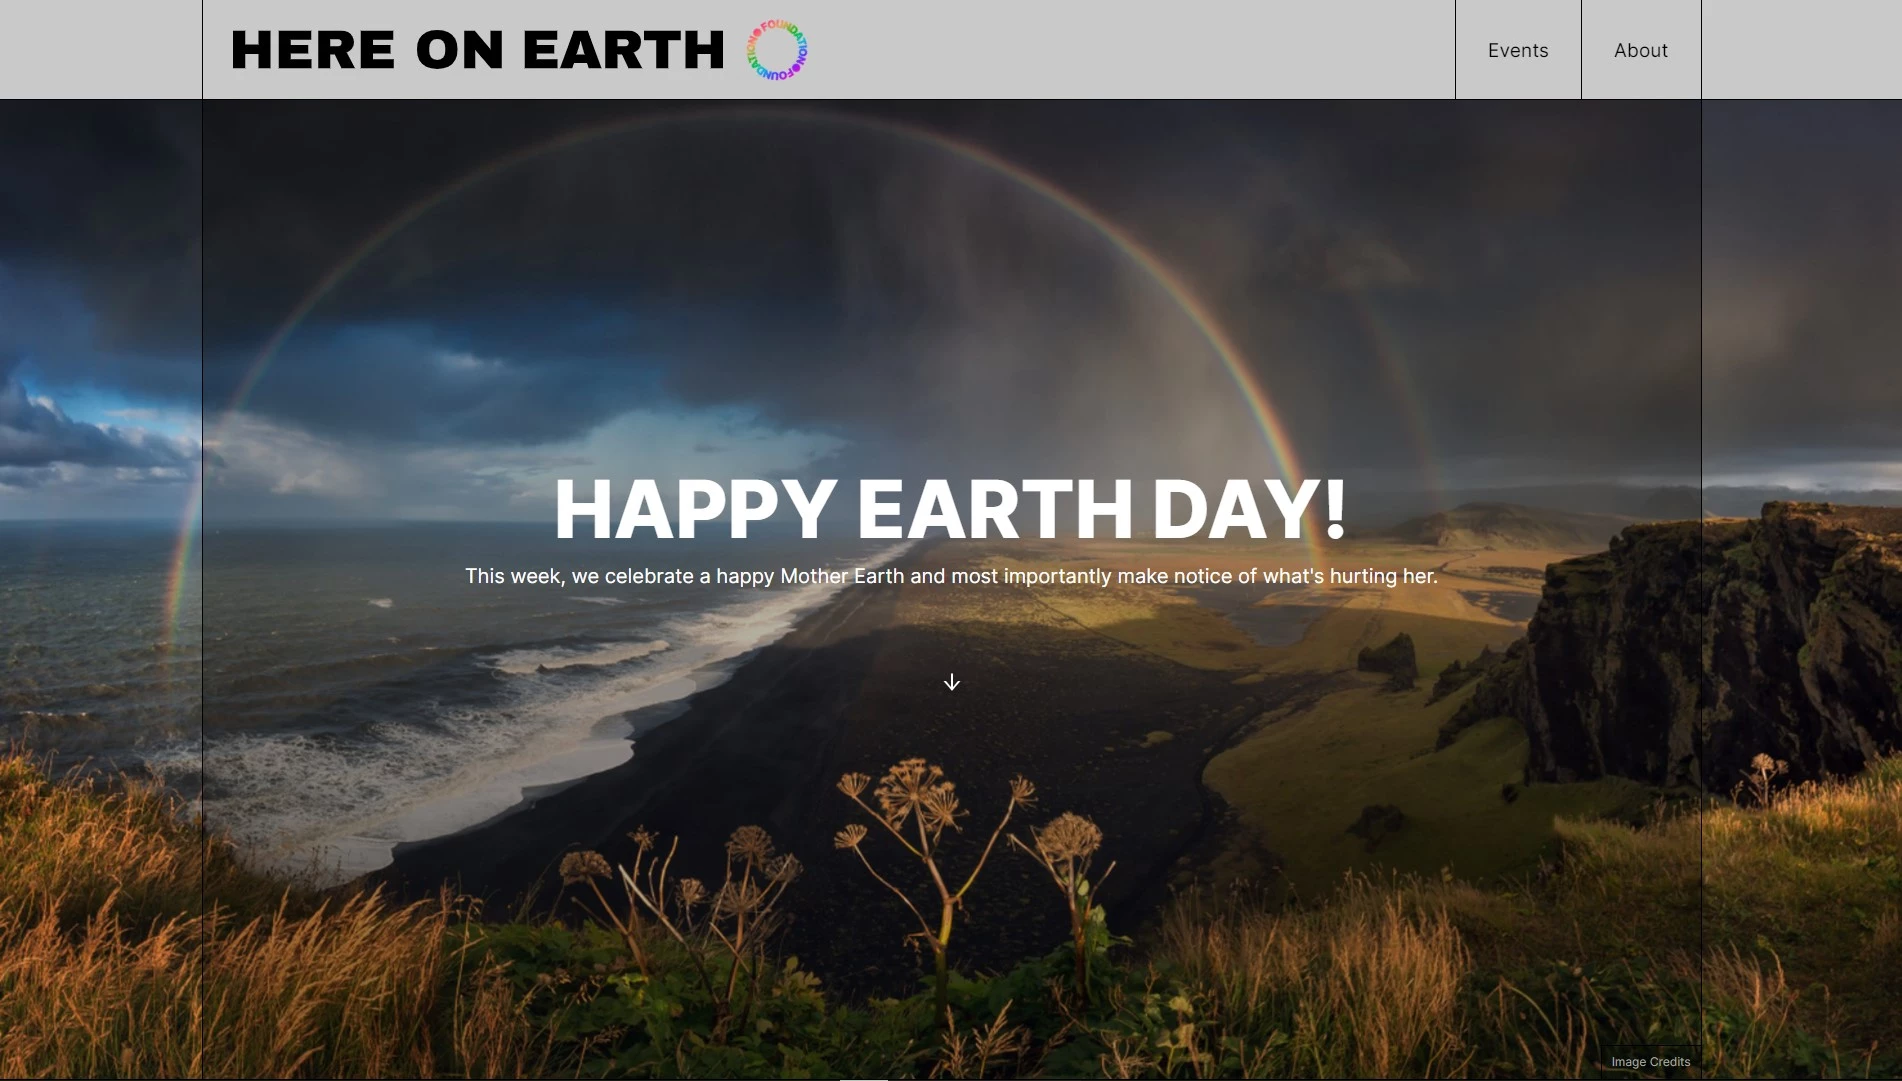 HERE ON EARTH
FOUNDATION•FOUNDATION•
Events
About
HAPPY EARTH DAY!
This week, we celebrate a happy Mother Earth and most importantly make notice of what's hurting her.
Image Credits